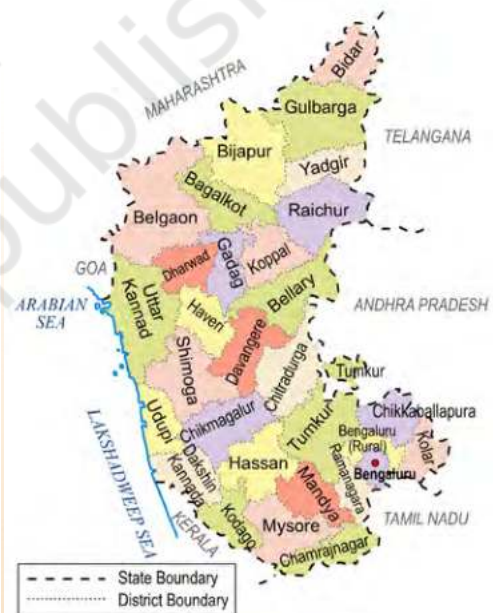 publish
MAHARASHTRA
Bidar
Gulbarga
TELANGANA
Bijapur
Yadgir
Bagalkot
Belgaon
Raichur
GOA
Dharwad
Gadag
Koppal
ARABIAN
SEA
Uttar
Kannad
Haveri
Bellary
ANDHRA PRADESH
Davangere
Shimoga
Chitradurga
Tumkur
Udupi
Chikmagalur
Tumkur
Chikkaballapura
Bengaluru
(Rural)
Kolar
LAKSHADWEEP SEA
Dakshin
Kannada
Hassan
Ramanagara
Bengaluru
Mandya
KERALA
Kodago
Mysore
TAMIL NADU
Chamrajnagar
State Boundary
District Boundary